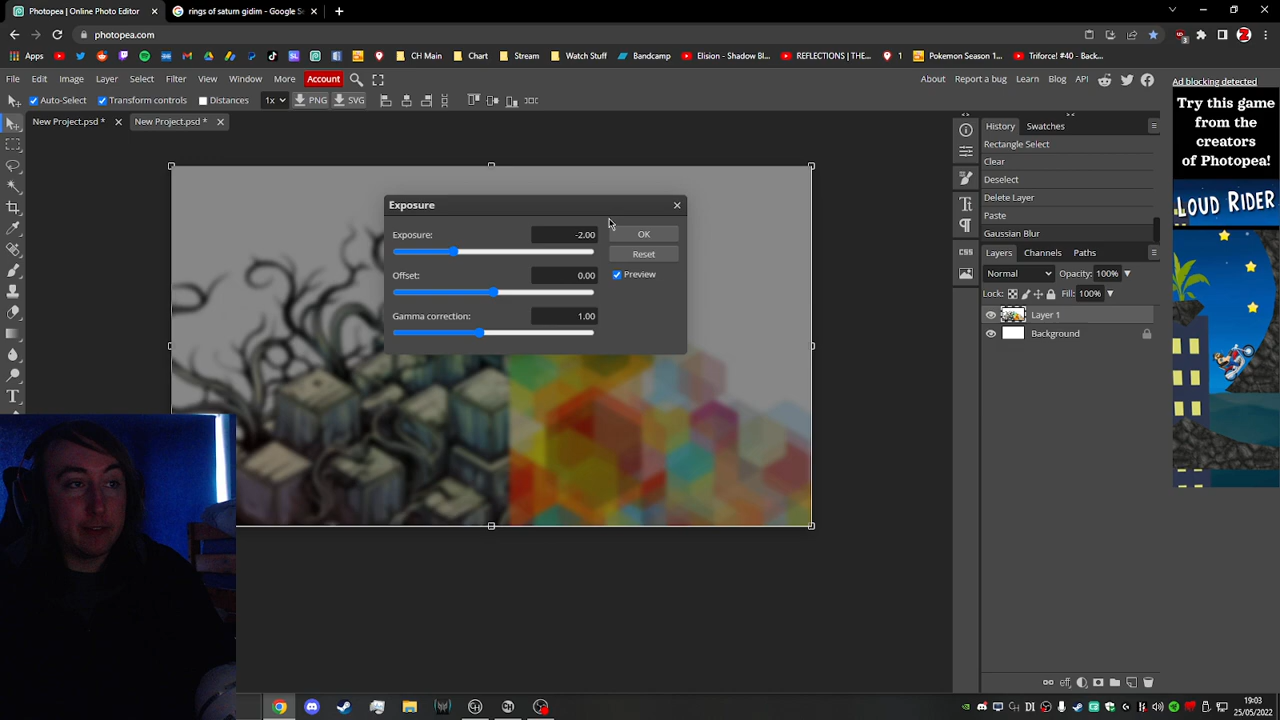 Photopea | Online Photo Editor
rings of saturn gidim - Google Se
photopea.com
Apps
CH Main
Chart
Stream
Watch Stuff
Bandcamp
Elision - Shadow Bl...
REFLECTIONS | THE...
1
Pokemon Season 1...
Triforce! #40 - Back...
File Edit Image Layer Select Filter View Window More Account
About Report a bug Learn Blog API
Ad blocking detected
Auto-Select Transform controls Distances 1x PNG SVG
New Project.psd * New Project.psd *
Try this game
from the
creators
of Photopea!
LOUD RIDER
History Swatches
Rectangle Select
Clear
Deselect
Delete Layer
Paste
Gaussian Blur
Layers Channels Paths
Normal Opacity: 100%
Lock: Fill: 100%
Layer 1
Background
CSS
Exposure
Exposure: -2.00
OK
Reset
Offset: 0.00
Preview
Gamma correction: 1.00
19:03
25/05/2022